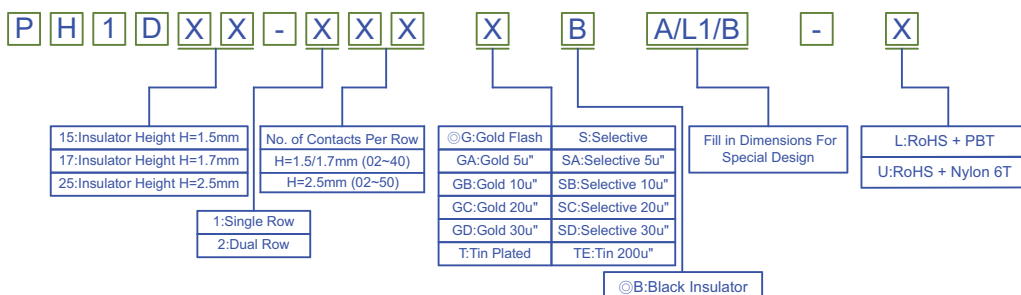 P H 1 D X X - X X X X B A/L1/B - X
15:Insulator Height H=1.5mm
17:Insulator Height H=1.7mm
25:Insulator Height H=2.5mm
1:Single Row
2:Dual Row
No. of Contacts Per Row
H=1.5/1.7mm (02~40)
H=2.5mm (02~50)
◎G:Gold Flash S:Selective
GA:Gold 5u" SA:Selective 5u"
GB:Gold 10u" SB:Selective 10u"
GC:Gold 20u" SC:Selective 20u"
GD:Gold 30u" SD:Selective 30u"
T:Tin Plated TE:Tin 200u"
◎B:Black Insulator
Fill in Dimensions For
Special Design
L:RoHS + PBT
U:RoHS + Nylon 6T